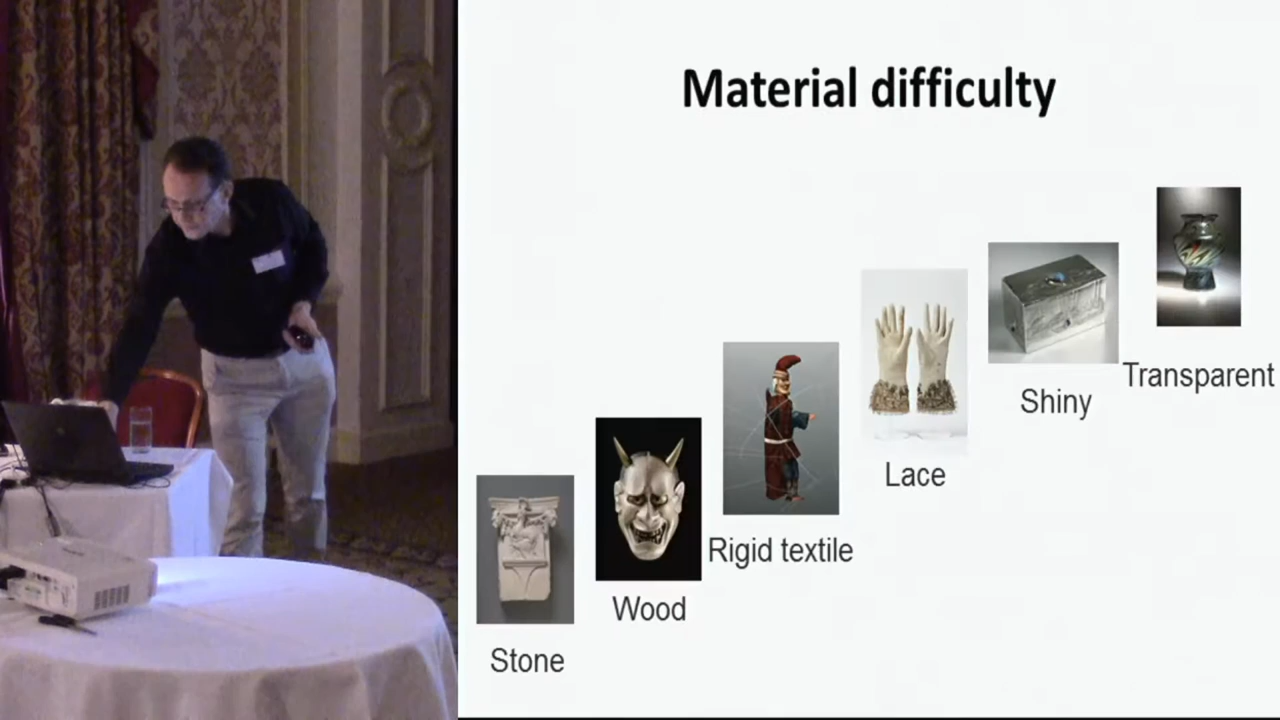 Material difficulty
Transparent
Shiny
Lace
Rigid textile
Wood
Stone